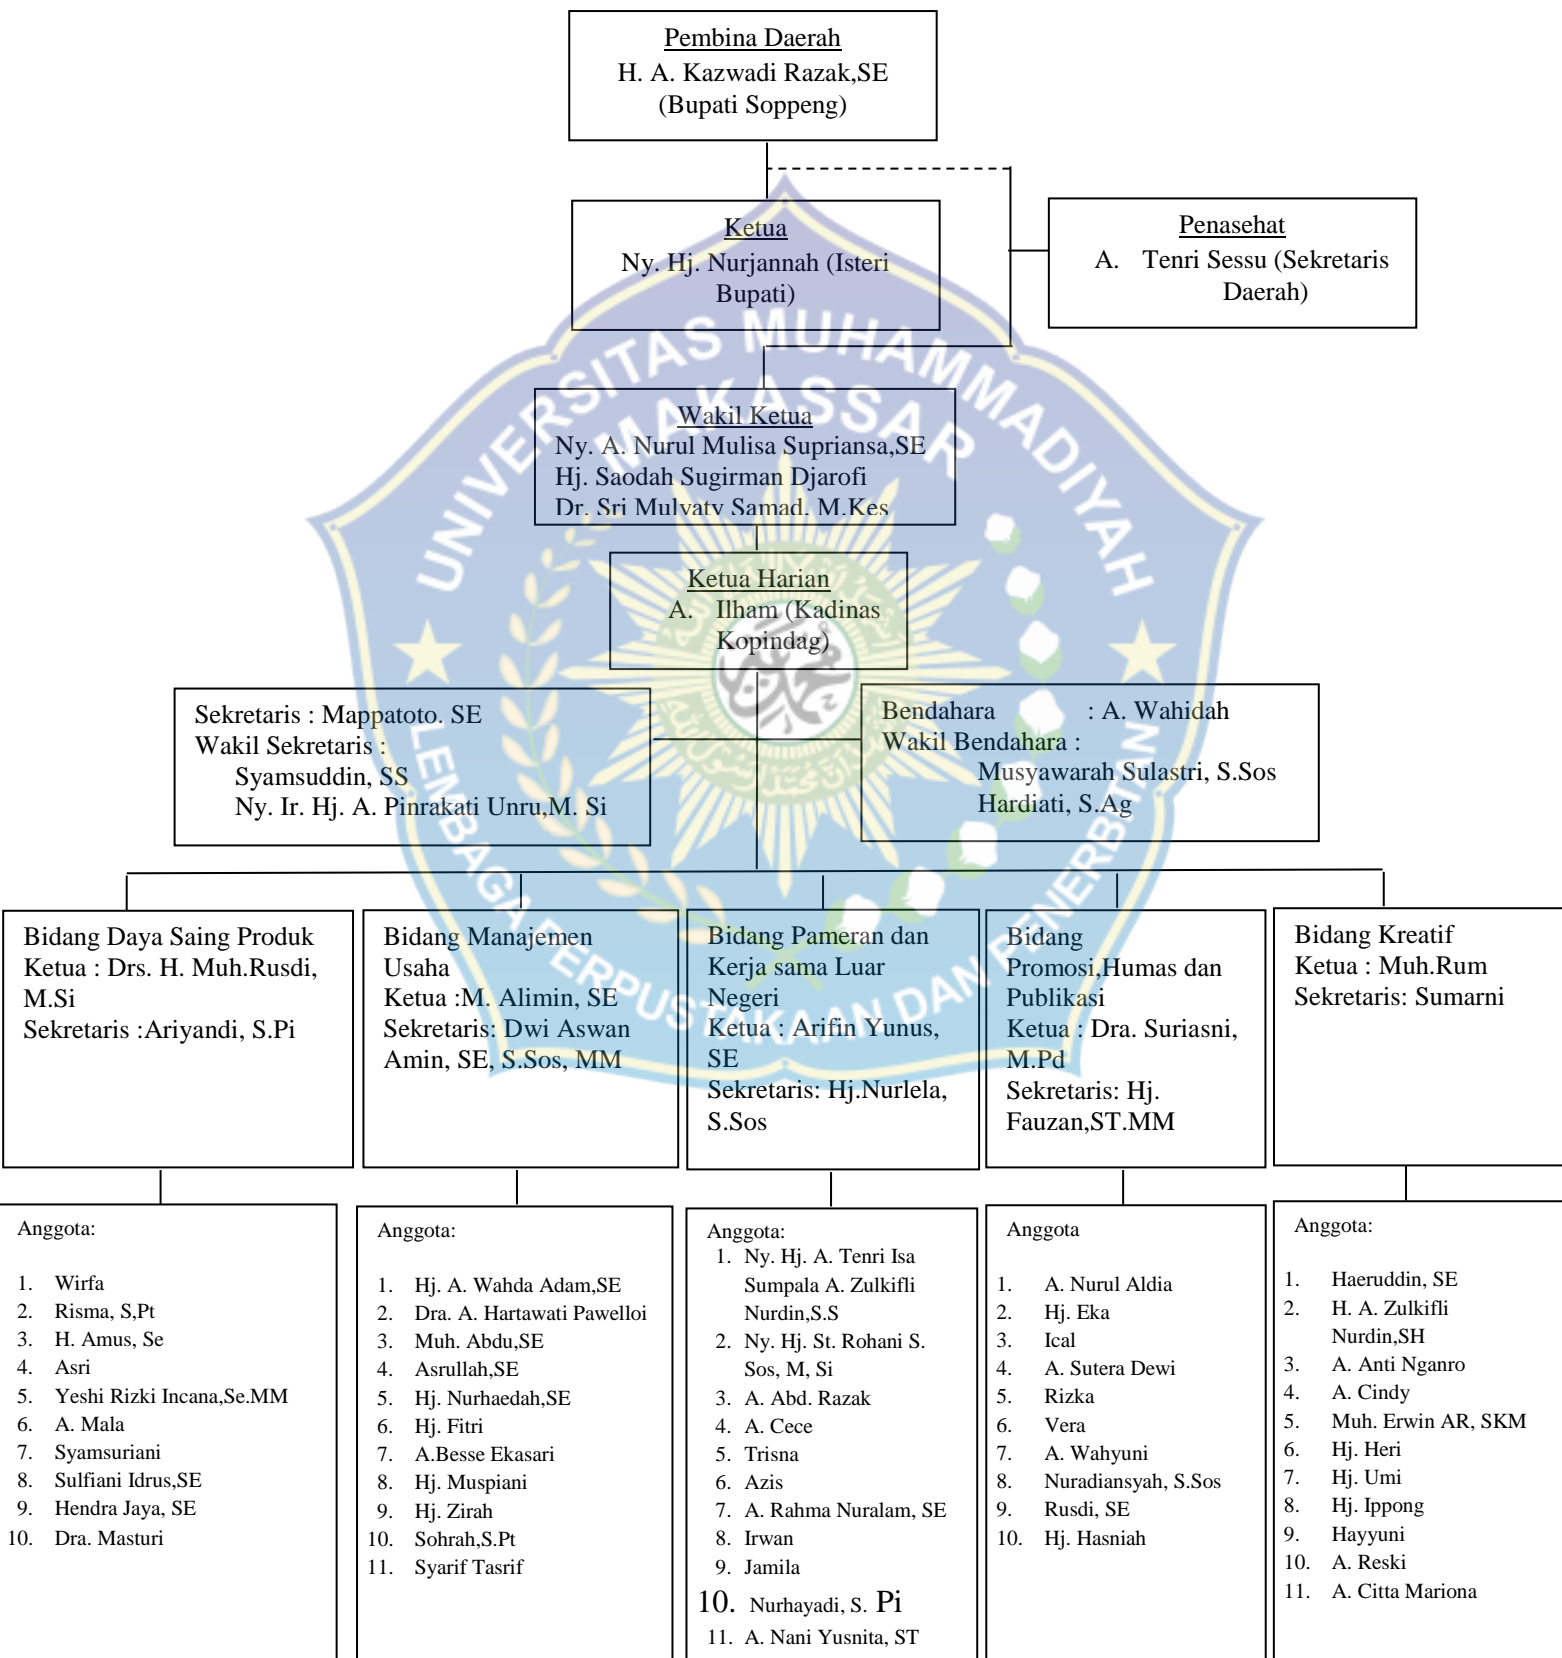 Pembina Daerah
H. A. Kazwadi Razak,SE
(Bupati Soppeng)
Ketua
Ny. Hj. Nurjannah (Isteri
Bupati)
Penasehat
A. Tenri Sessu (Sekretaris
Daerah)
UNIVERSITAS MUHAMMADIYAH
MAKASSAR
LEMBAGA PERPUSTAKAAN DAN PENERBITAN
Wakil Ketua
Ny. A. Nurul Mulisa Supriansa,SE
Hj. Saodah Sugirman Djarofi
Dr. Sri Mulyaty Samad, M.Kes
Ketua Harian
A. Ilham (Kadinas
Kopindag)
Sekretaris : Mappatoto. SE
Wakil Sekretaris :
Syamsuddin, SS
Ny. Ir. Hj. A. Pinrakati Unru,M. Si
Bendahara : A. Wahidah
Wakil Bendahara :
Musyawarah Sulastri, S.Sos
Hardiati, S.Ag
Bidang Daya Saing Produk
Ketua : Drs. H. Muh.Rusdi,
M.Si
Sekretaris :Ariyandi, S.Pi
Bidang Manajemen
Usaha
Ketua :M. Alimin, SE
Sekretaris: Dwi Aswan
Amin, SE, S.Sos, MM
Bidang Pameran dan
Kerja sama Luar
Negeri
Ketua : Arifin Yunus,
SE
Sekretaris: Hj.Nurlela,
S.Sos
Bidang
Promosi,Humas dan
Publikasi
Ketua : Dra. Suriasni,
M.Pd
Sekretaris: Hj.
Fauzan,ST.MM
Bidang Kreatif
Ketua : Muh.Rum
Sekretaris: Sumarni
Anggota:
1. Wirfa
2. Risma, S,Pt
3. H. Amus, Se
4. Asri
5. Yeshi Rizki Incana,Se.MM
6. A. Mala
7. Syamsuriani
8. Sulfiani Idrus,SE
9. Hendra Jaya, SE
10. Dra. Masturi
Anggota:
1. Hj. A. Wahda Adam,SE
2. Dra. A. Hartawati Pawelloi
3. Muh. Abdu,SE
4. Asrullah,SE
5. Hj. Nurhaedah,SE
6. Hj. Fitri
7. A.Besse Ekasari
8. Hj. Muspiani
9. Hj. Zirah
10. Sohrah,S.Pt
11. Syarif Tasrif
Anggota:
1. Ny. Hj. A. Tenri Isa
Sumpala A. Zulkifli
Nurdin,S.S
2. Ny. Hj. St. Rohani S.
Sos, M, Si
3. A. Abd. Razak
4. A. Cece
5. Trisna
6. Azis
7. A. Rahma Nuralam, SE
8. Irwan
9. Jamila
10. Nurhayadi, S. Pi
11. A. Nani Yusnita, ST
Anggota
1. A. Nurul Aldia
2. Hj. Eka
3. Ical
4. A. Sutera Dewi
5. Rizka
6. Vera
7. A. Wahyuni
8. Nuradiansyah, S.Sos
9. Rusdi, SE
10. Hj. Hasniah
Anggota:
1. Haeruddin, SE
2. H. A. Zulkifli
Nurdin,SH
3. A. Anti Nganro
4. A. Cindy
5. Muh. Erwin AR, SKM
6. Hj. Heri
7. Hj. Umi
8. Hj. Ippong
9. Hayyuni
10. A. Reski
11. A. Citta Mariona